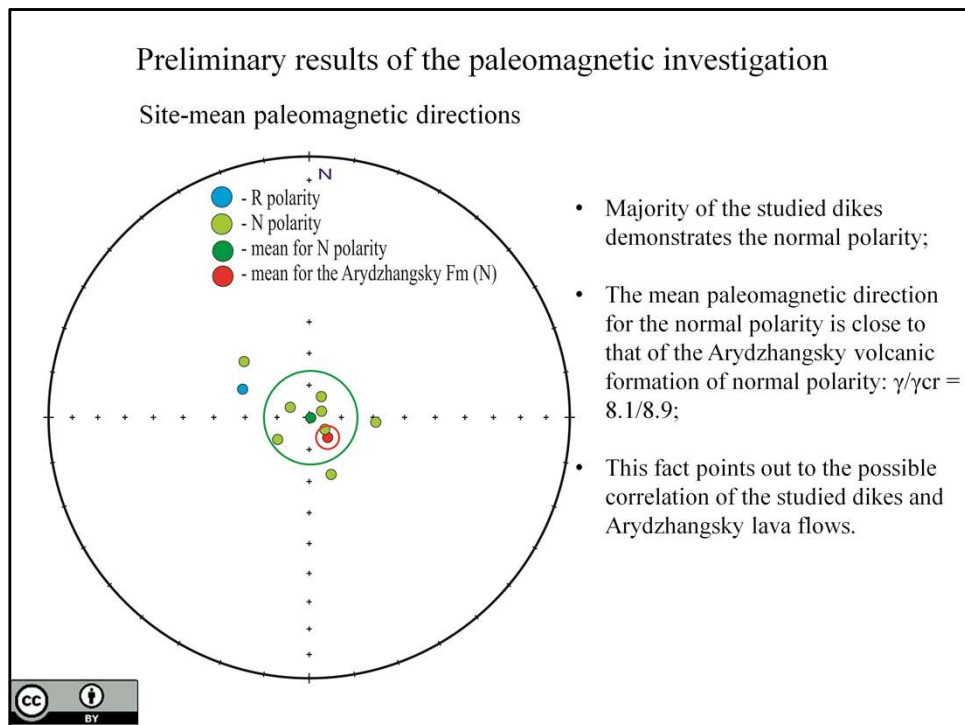 Preliminary results of the paleomagnetic investigation
Site-mean paleomagnetic directions
N
- R polarity
- N polarity
- mean for N polarity
- mean for the Arydzhangsky Fm (N)
• Majority of the studied dikes
demonstrates the normal polarity;
• The mean paleomagnetic direction
for the normal polarity is close to
that of the Arydzhangsky volcanic
formation of normal polarity: γ/γcr =
8.1/8.9;
• This fact points out to the possible
correlation of the studied dikes and
Arydzhangsky lava flows.
cc
BY